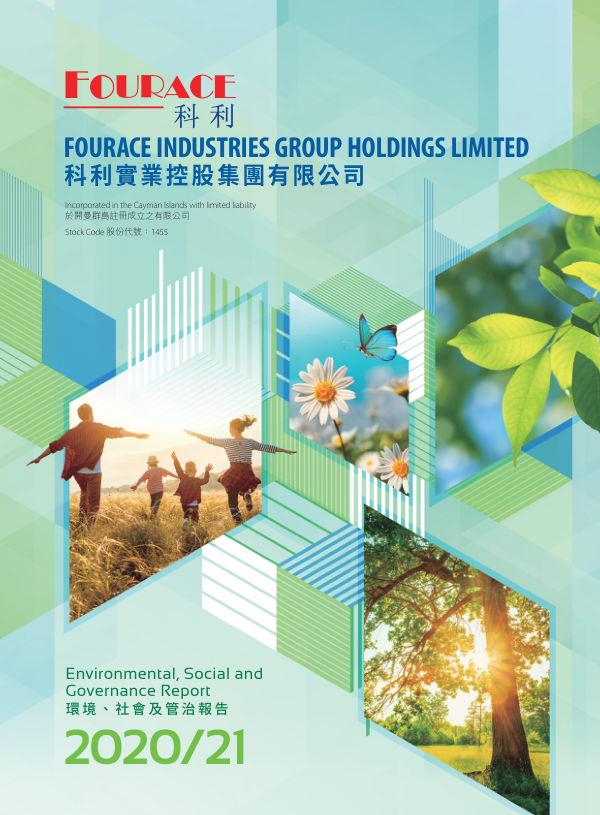 FOURACE
科利
FOURACE INDUSTRIES GROUP HOLDINGS LIMITED
科利實業控股集團有限公司
Incorporated in the Cayman Islands with limited liability
於開曼群島註冊成立之有限公司
Stock Code 股份代號：1455
Environmental, Social and
Governance Report
環境、社會及管治報告
2020/21